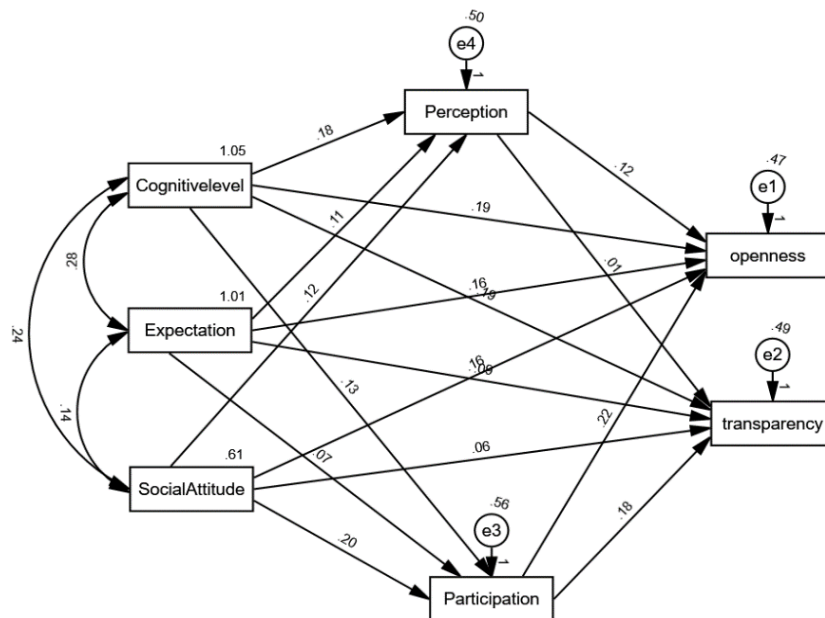 .50
e4
1
Perception
.18
1.05
Cognitivelevel
.12
.47
e1
1
.11
.19
openness
.28
.12
.01
1.01
.16
.19
Expectation
.24
.49
e2
1
.16
.09
.13
.14
.22
transparency
.07
.61
.06
SocialAttitude
.20
.56
e3
1
.18
Participation